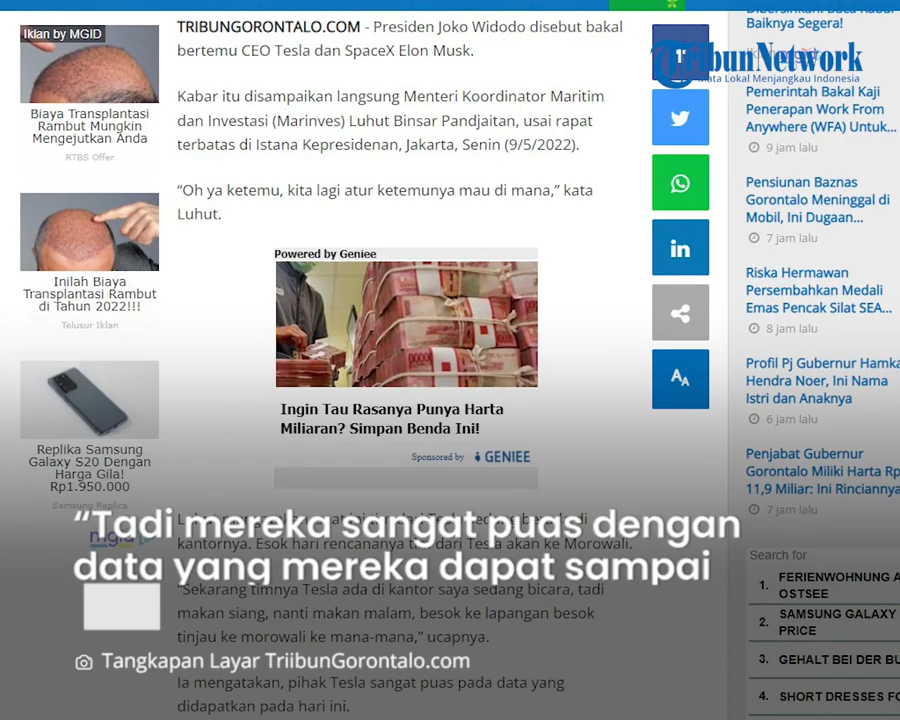 Iklan by MGID
Biaya Transplantasi
Rambut Mungkin
Mengejutkan Anda
RTBS Offer
Inilah Biaya
Transplantasi Rambut
di Tahun 2022!!!
Telusur Iklan
Replika Samsung
Galaxy S20 Dengan
Harga Gila!
Rp1.950.000
Samsung Replica
TRIBUNGORONTALO.COM - Presiden Joko Widodo disebut bakal
bertemu CEO Tesla dan SpaceX Elon Musk.
Kabar itu disampaikan langsung Menteri Koordinator Maritim
dan Investasi (Marinves) Luhut Binsar Pandjaitan, usai rapat
terbatas di Istana Kepresidenan, Jakarta, Senin (9/5/2022).
“Oh ya ketemu, kita lagi atur ketemunya mau di mana,” kata
Luhut.
Powered by Geniee
Ingin Tau Rasanya Punya Harta
Miliaran? Simpan Benda Ini!
Sponsored by GENIEE
kantornya. Esok hari rencananya tim dari Tesla akan ke Morowali.
“Sekarang timnya Tesla ada di kantor saya sedang bicara, tadi
makan siang, nanti makan malam, besok ke lapangan besok
tinjau ke morowali ke mana-mana,” ucapnya.
Ia mengatakan, pihak Tesla sangat puas pada data yang
didapatkan pada hari ini.
“Tadi mereka sangat puas dengan
data yang mereka dapat sampai
Tangkapan Layar TriibunGorontalo.com
TribunNetwork
Mata Lokal Menjangkau Indonesia
Baiknya Segera!
Pemerintah Bakal Kaji
Penerapan Work From
Anywhere (WFA) Untuk...
9 jam lalu
Pensiunan Baznas
Gorontalo Meninggal di
Mobil, Ini Dugaan...
7 jam lalu
Riska Hermawan
Persembahkan Medali
Emas Pencak Silat SEA...
8 jam lalu
Profil Pj Gubernur Hamka
Hendra Noer, Ini Nama
Istri dan Anaknya
6 jam lalu
Penjabat Gubernur
Gorontalo Miliki Harta Rp
11,9 Miliar: Ini Rinciannya
7 jam lalu
Search for
1. FERIENWOHNUNG A
OSTSEE
2. SAMSUNG GALAXY
PRICE
3. GEHALT BEI DER BU
4. SHORT DRESSES FO